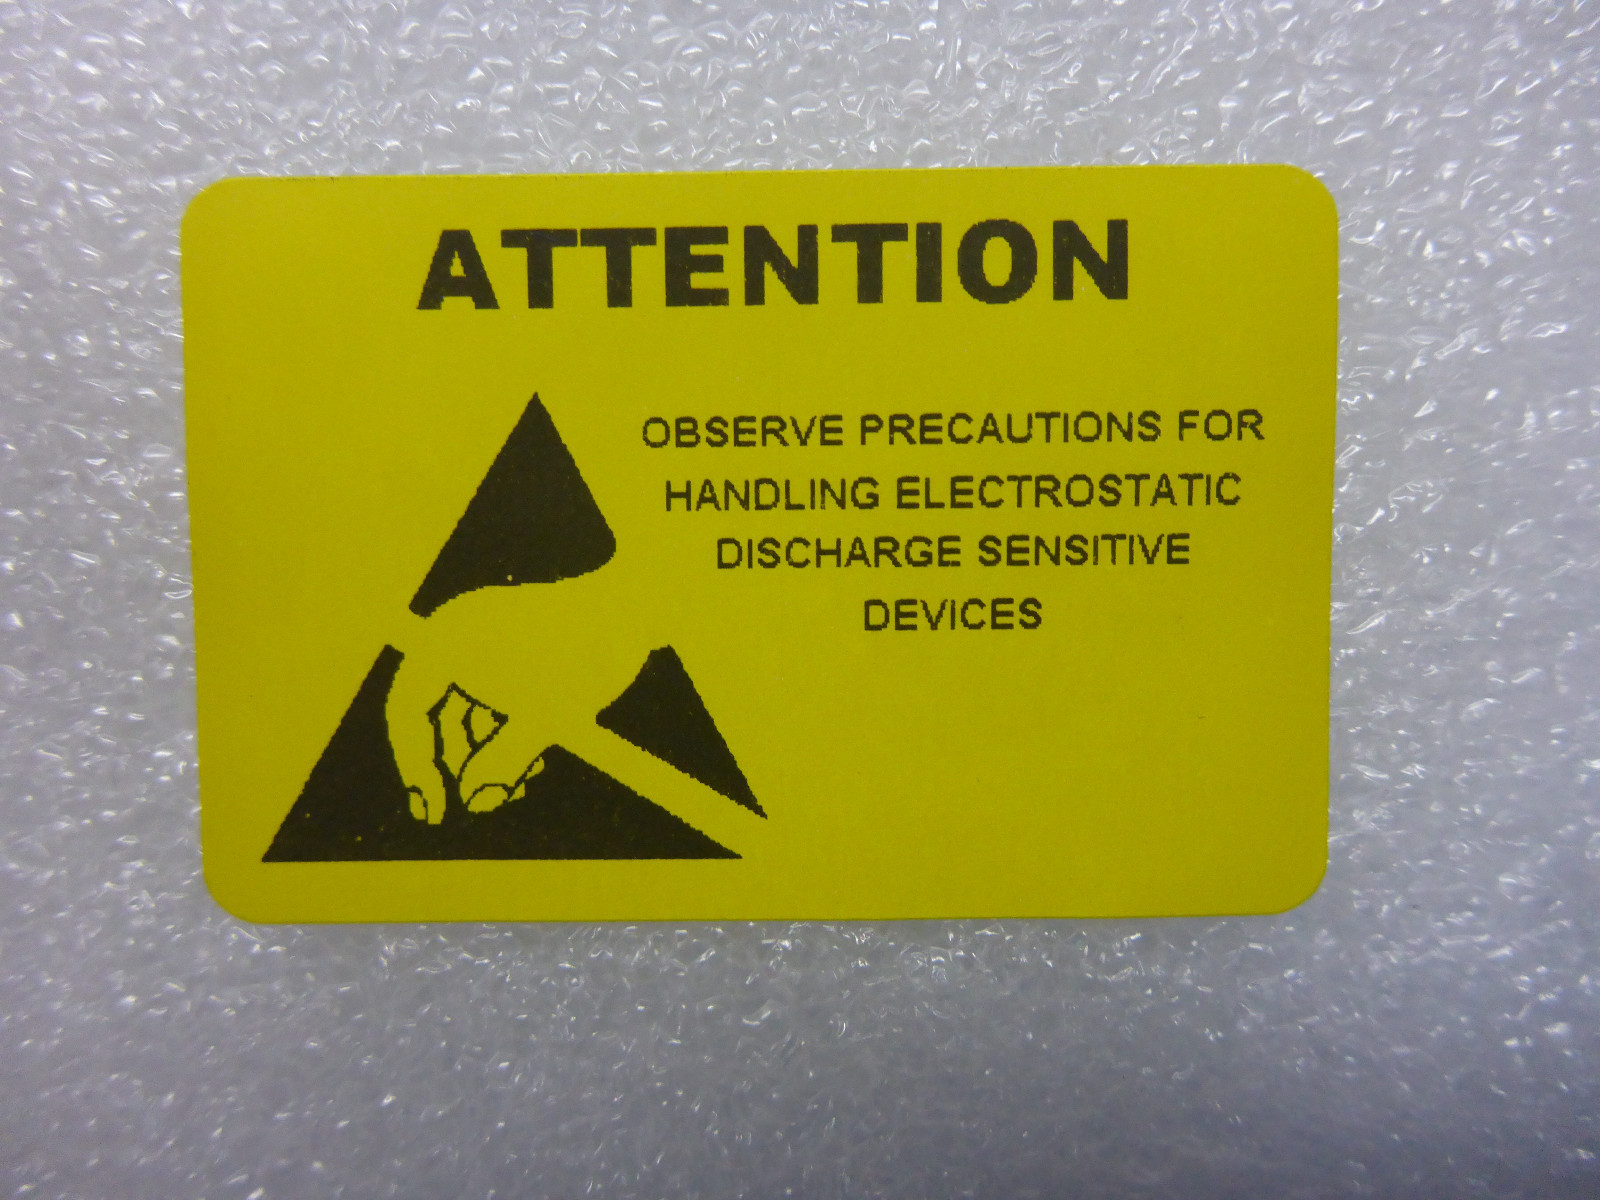 ATTENTION
OBSERVE PRECAUTIONS FOR
HANDLING ELECTROSTATIC
DISCHARGE SENSITIVE
DEVICES